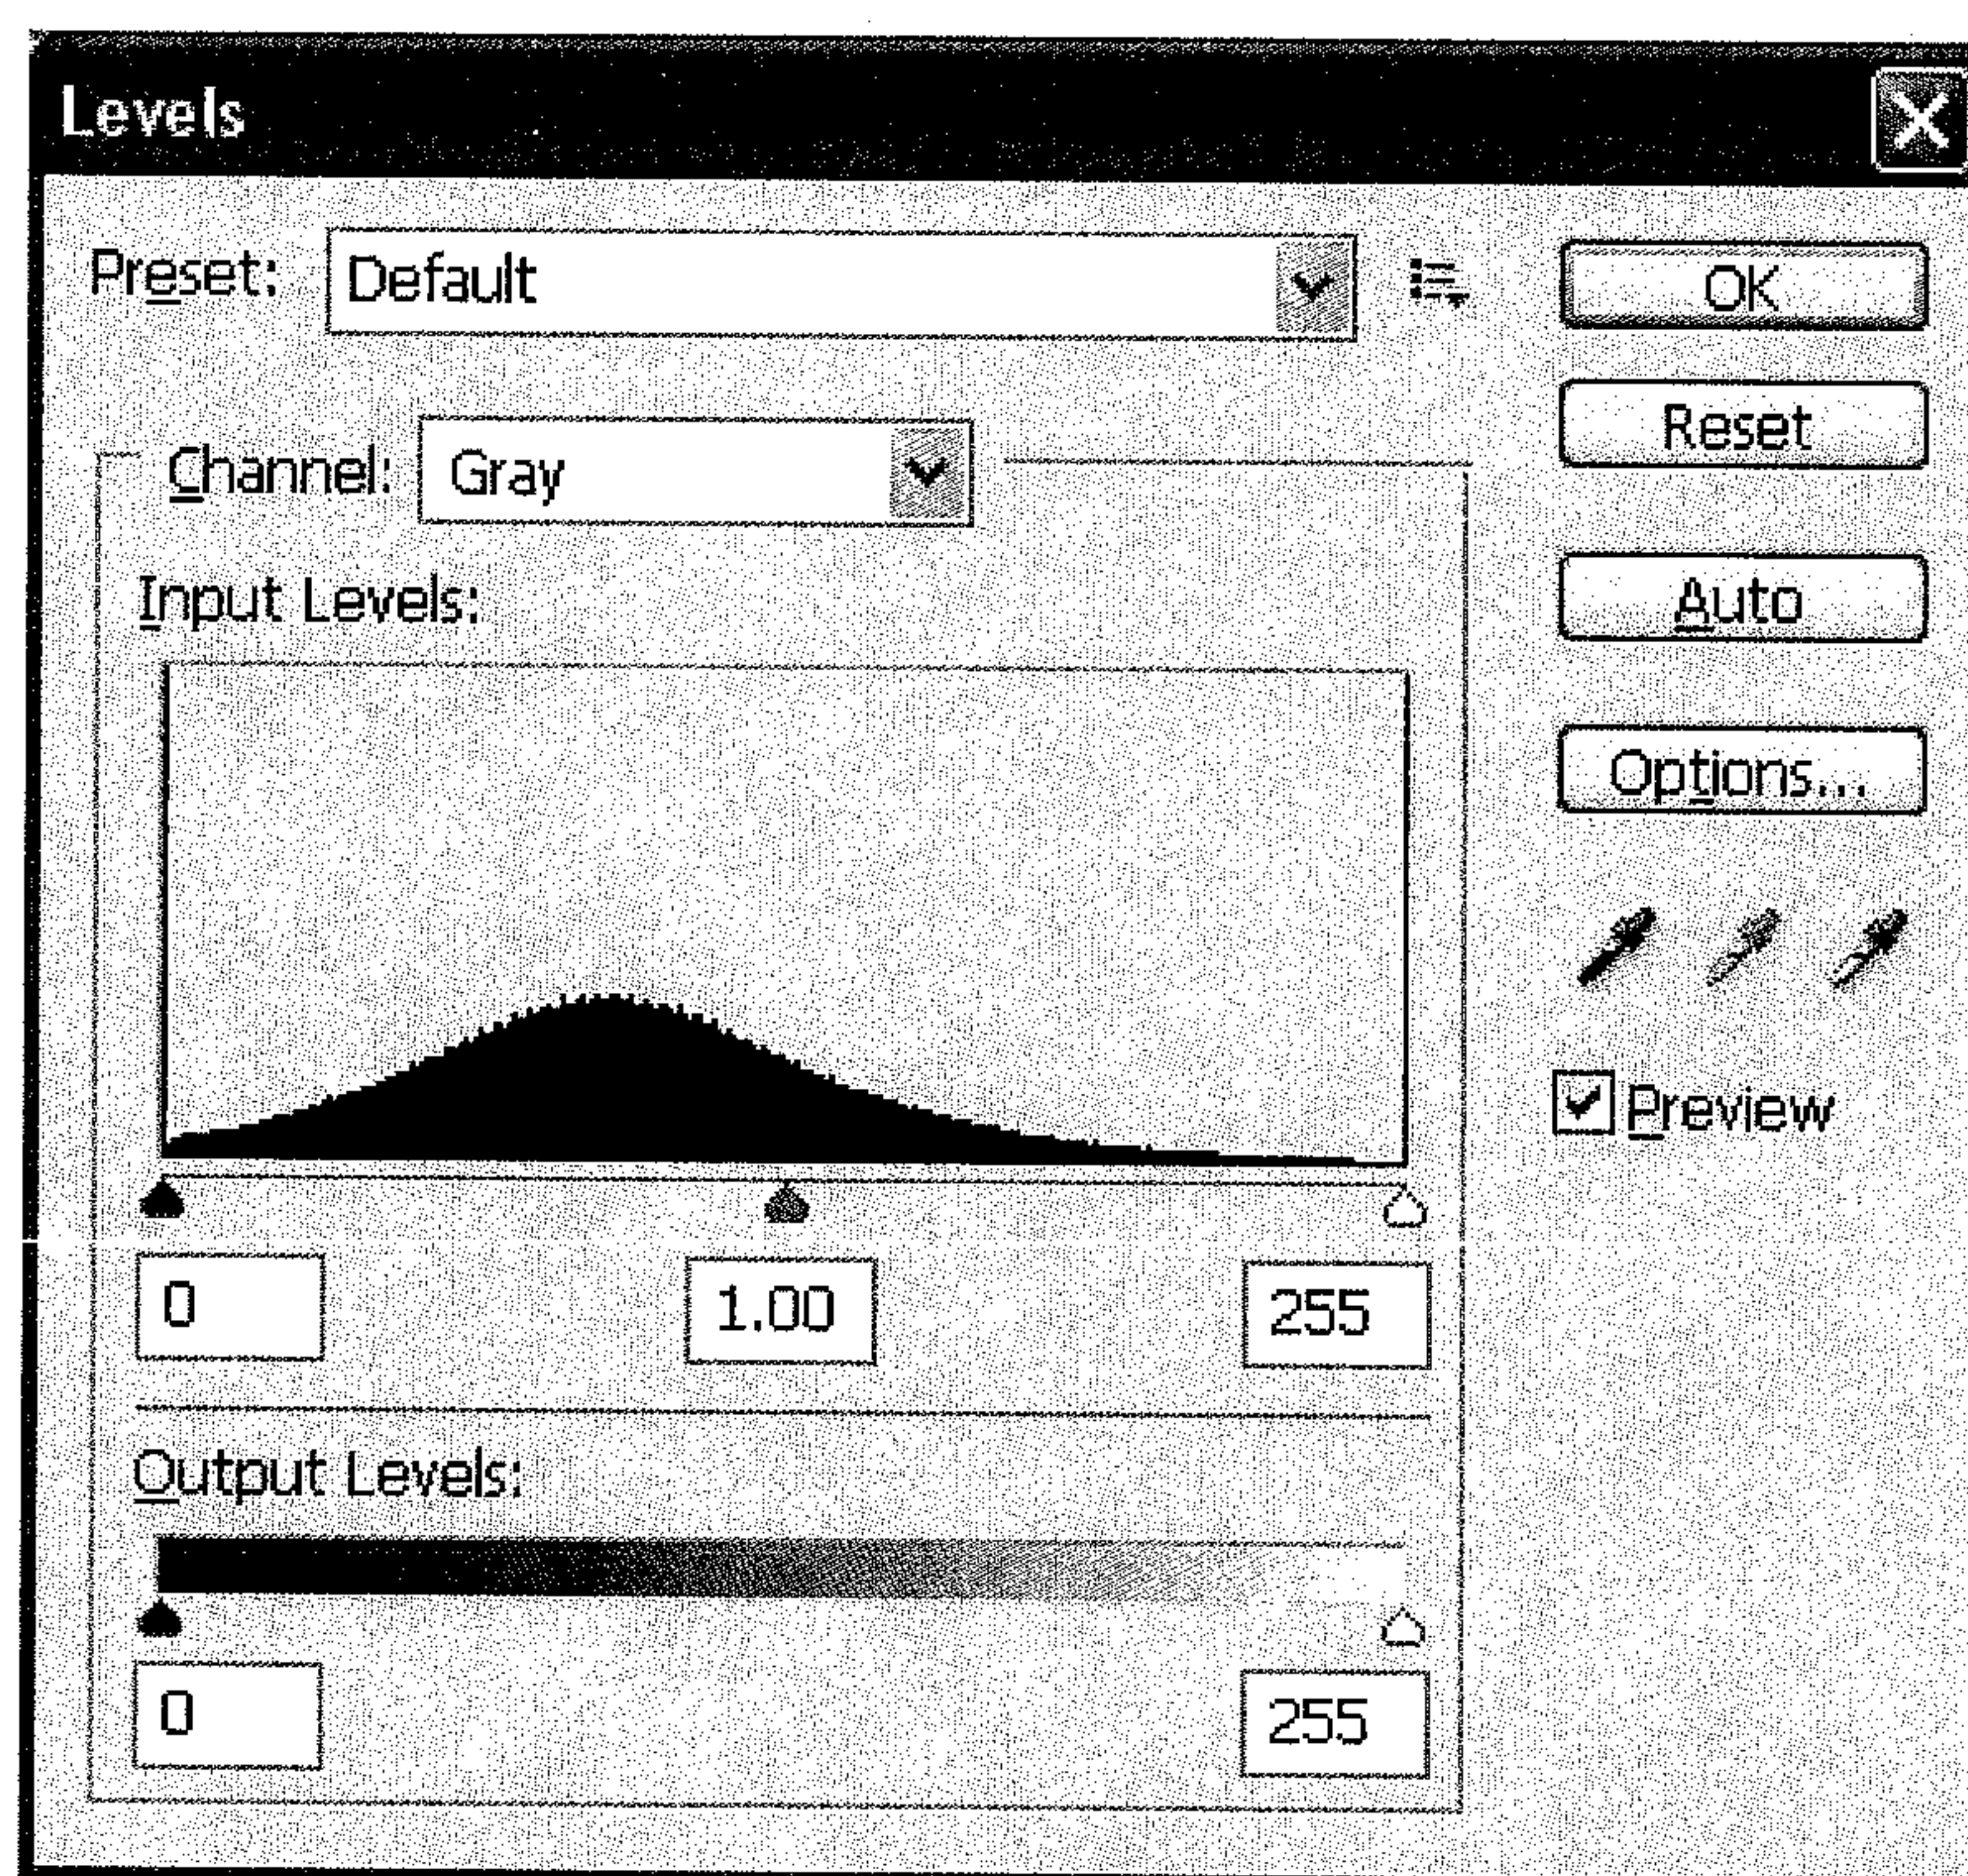 Levels
Preset: Default
OK
Reset
Channel: Gray
Input Levels:
Auto
Options...
Preview
0 1.00 255
Output Levels:
0 255